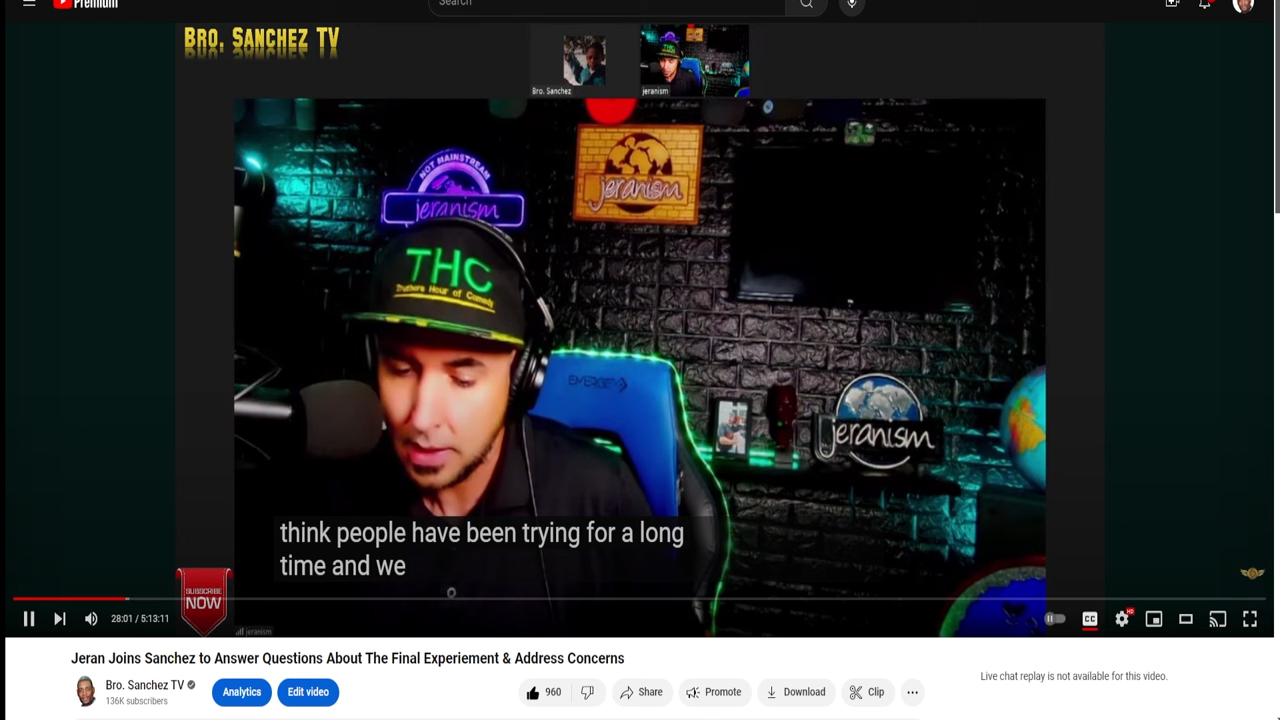 Premium
Search
BRO. SANCHEZ TV
Bro. Sanchez
jeranism
NOT MAINSTREAM
jeranism
jeranism
THC
Truthers Hour of Comedy
jeranism
think people have been trying for a long
time and we
SUBSCRIBE
NOW
28:01 / 5:13:11
CC
HD
jeranism
Jeran Joins Sanchez to Answer Questions About The Final Experiement & Address Concerns
Bro. Sanchez TV
136K subscribers
Analytics
Edit video
960
Share
Promote
Download
Clip
Live chat replay is not available for this video.